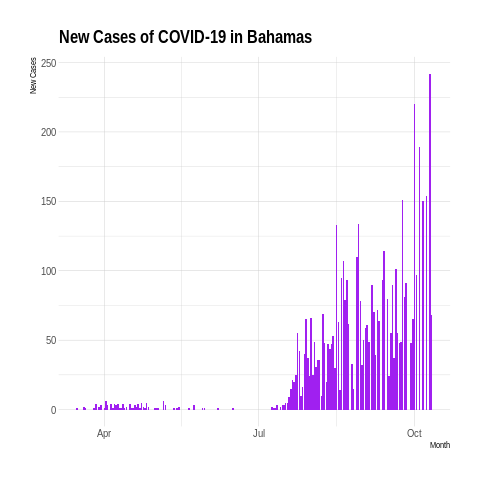 New Cases of COVID-19 in Bahamas
New Cases
250
200
150
100
50
0
Apr
Jul
Oct
Month